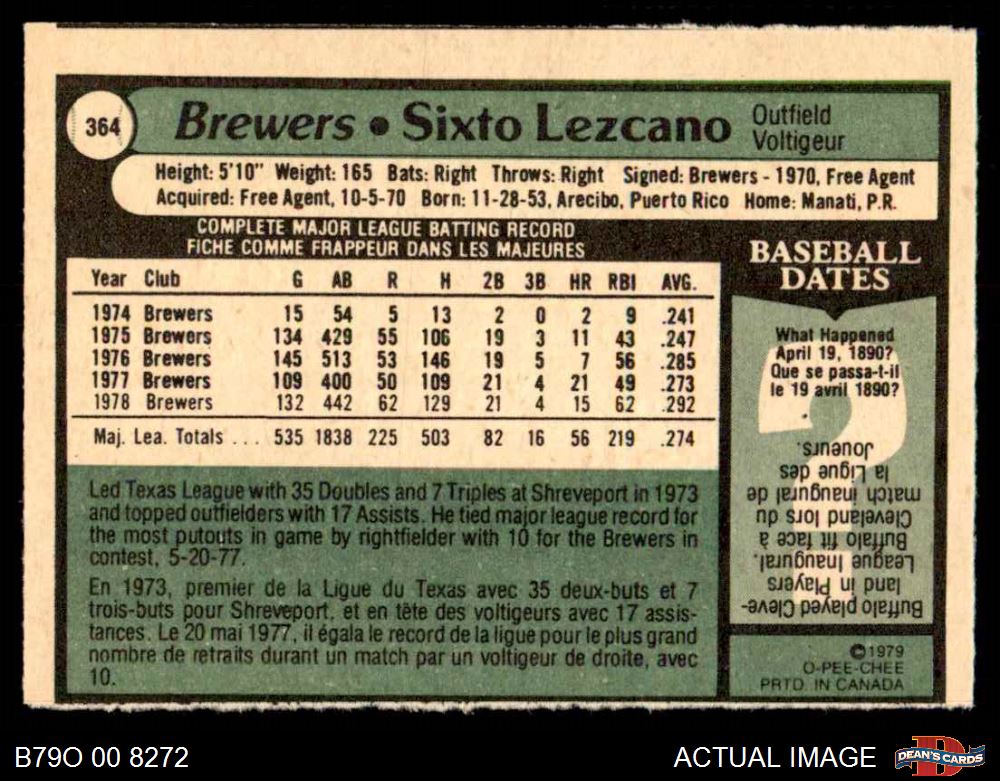 364
Brewers • Sixto Lezcano
Outfield
Voltigeur
Height: 5'10" Weight: 165 Bats: Right Throws: Right Signed: Brewers - 1970, Free Agent
Acquired: Free Agent, 10-5-70 Born: 11-28-53, Arecibo, Puerto Rico Home: Manati, P.R.
COMPLETE MAJOR LEAGUE BATTING RECORD
FICHE COMME FRAPPEUR DANS LES MAJEURES
Year Club G AB R H 2B 3B HR RBI AVG.
1974 Brewers 15 54 5 13 2 0 2 9 .241
1975 Brewers 134 429 55 106 19 3 11 43 .247
1976 Brewers 145 513 53 146 19 5 7 56 .285
1977 Brewers 109 400 50 109 21 4 21 49 .273
1978 Brewers 132 442 62 129 21 4 15 62 .292
Maj. Lea. Totals ... 535 1838 225 503 82 16 56 219 .274
Led Texas League with 35 Doubles and 7 Triples at Shreveport in 1973
and topped outfielders with 17 Assists. He tied major league record for
the most putouts in game by rightfielder with 10 for the Brewers in
contest, 5-20-77.
En 1973, premier de la Ligue du Texas avec 35 deux-buts et 7
trois-buts pour Shreveport, et en tête des voltigeurs avec 17 assis-
tances. Le 20 mai 1977, il égala le record de la ligue pour le plus grand
nombre de retraits durant un match par un voltigeur de droite, avec
10.
BASEBALL
DATES
What Happened
April 19, 1890?
Que se passa-t-il
le 19 avril 1890?
Buffalo played Cleve-
land in Players
League Inaugural.
Buffalo fit face à
Cleveland lors du
match inaugural de
la Ligue des
Joueurs.
©1979
O-PEE-CHEE
PRTD. IN CANADA
B79O 00 8272
ACTUAL IMAGE
D
DEAN'S CARDS